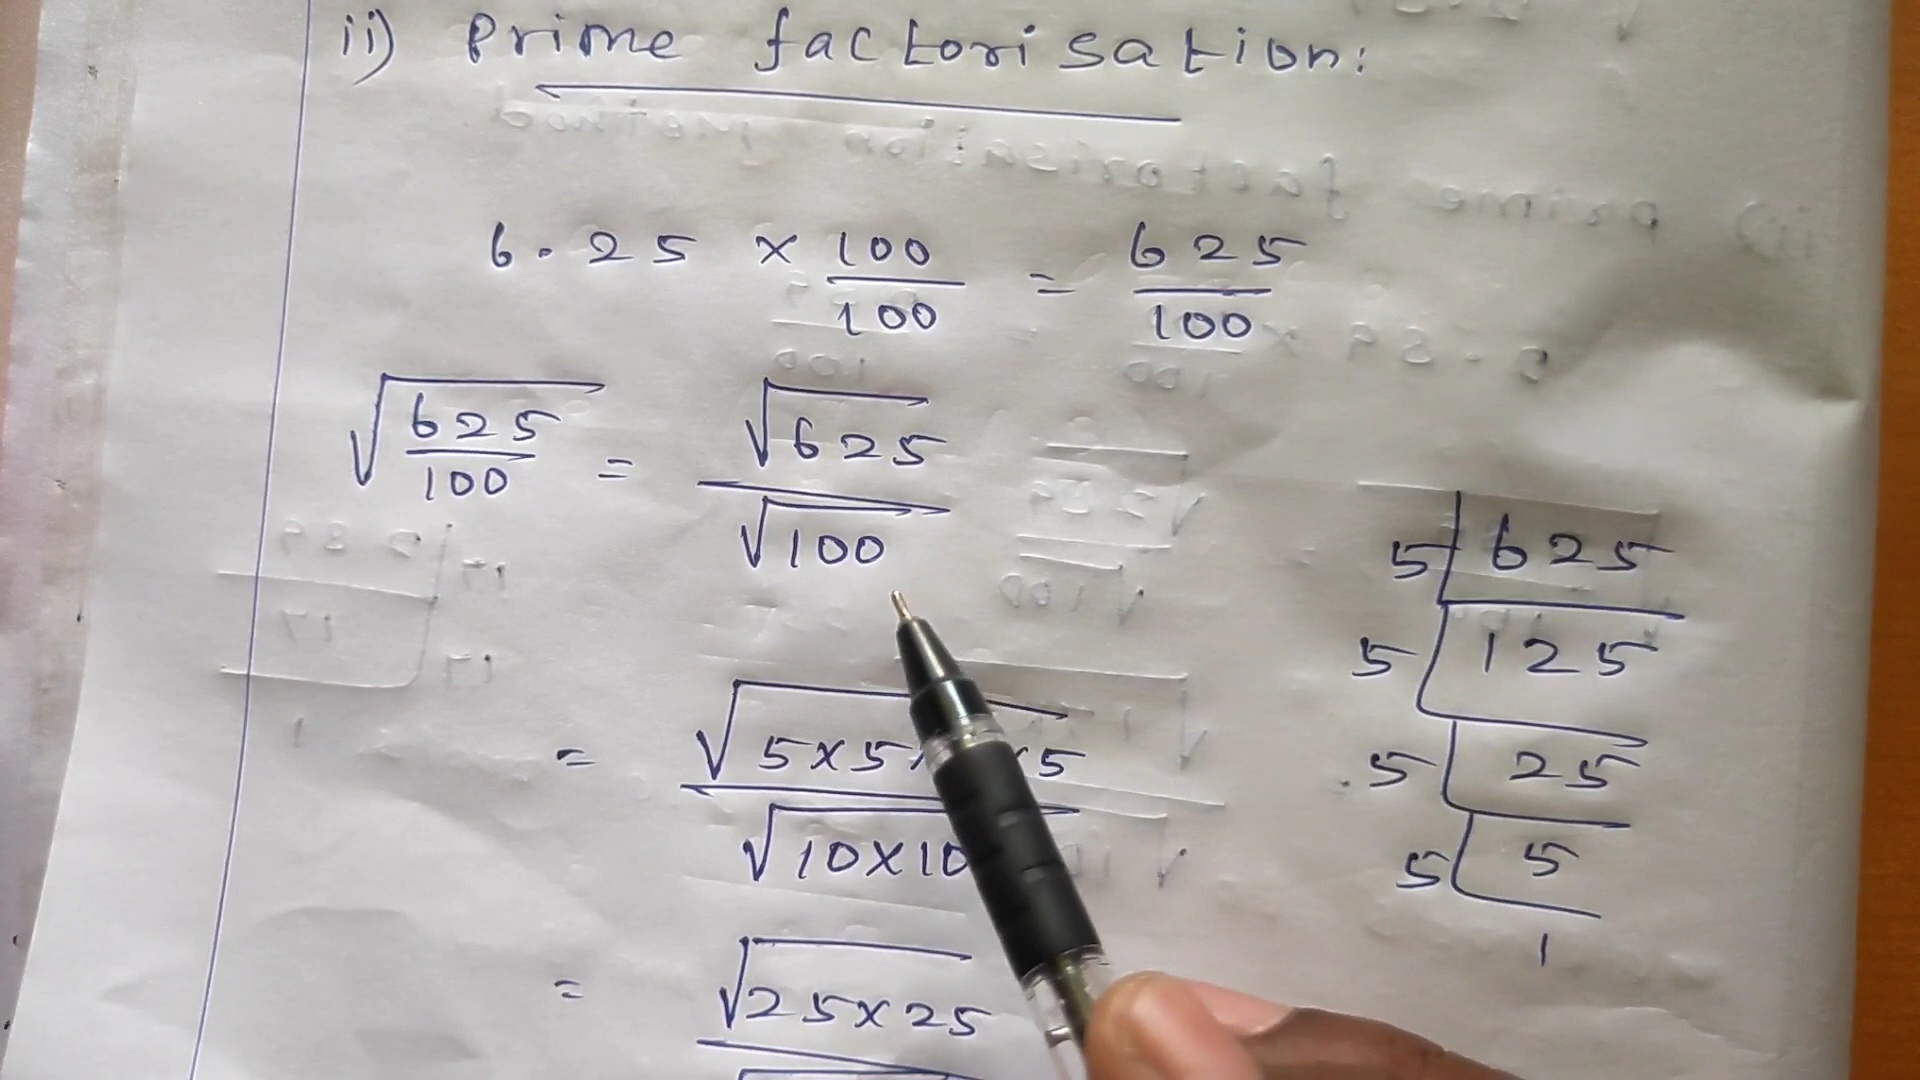 ii) Prime factorisation:
6.25 × 100/100 = 625/100
√(625/100) = √625/√100
= √5×5× ×5
√10×10
= √25×25
5 | 625
5 | 125
5 | 25
5 | 5
1